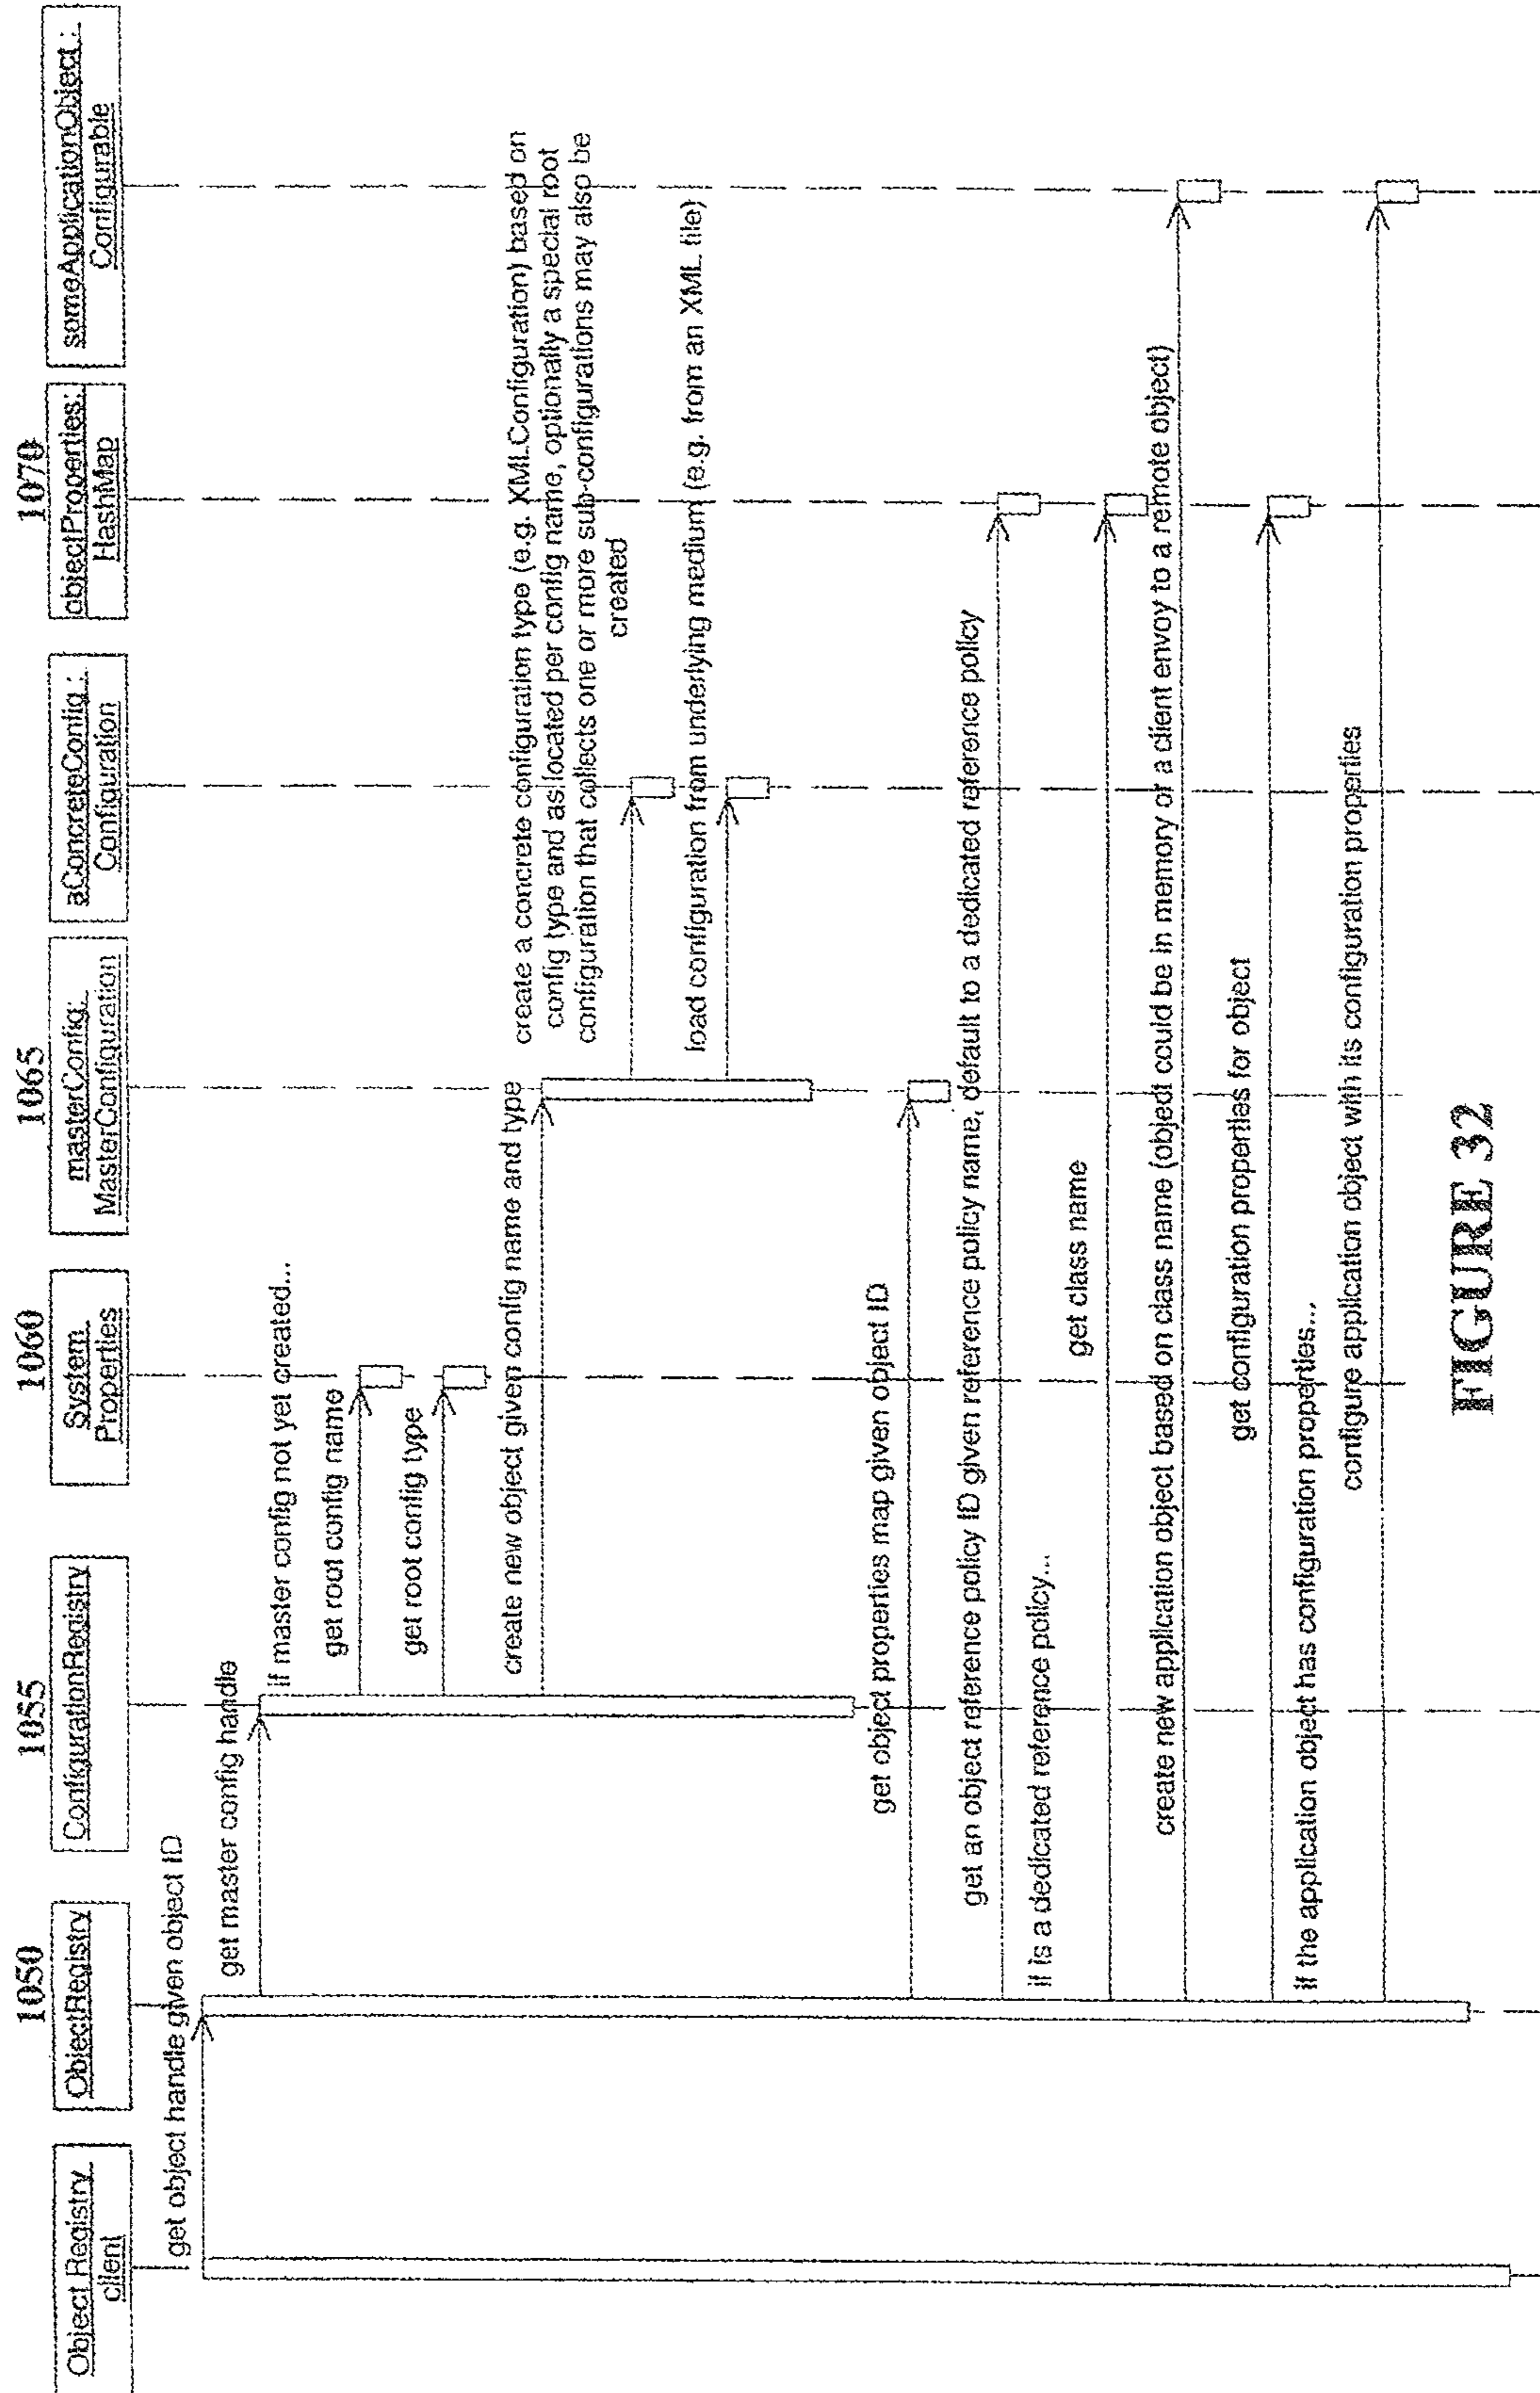 1050
1055
1060
1065
1070
Object Registry
client
ObjectRegistry
ConfigurationRegistry
System
Properties
masterConfig:
MasterConfiguration
aConcreteConfig :
Configuration
objectProperties:
HashMap
someApplicationObject :
Configurable
get object handle given object ID
get master config handle
if master config not yet created...
get root config name
get root config type
create new object given config name and type
create a concrete configuration type (e.g. XMLConfiguration) based on
config type and as located per config name, optionally a special root
configuration that collects one or more sub-configurations may also be
created
load configuration from underlying medium (e.g. from an XML file)
get object properties map given object ID
get an object reference policy ID given reference policy name, default to a dedicated reference policy
if is a dedicated reference policy...
get class name
create new application object based on class name (object could be in memory or a client envoy to a remote object)
get configuration properties for object
if the application object has configuration properties...
configure application object with its configuration properties
FIGURE 32